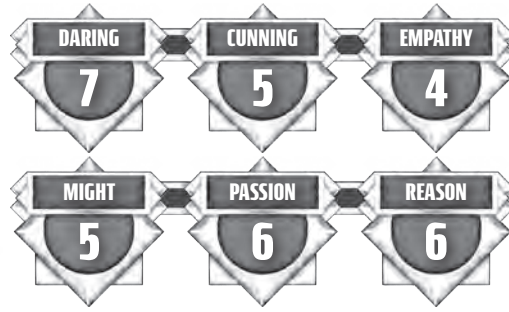 DARING CUNNING EMPATHY
7 5 4
MIGHT PASSION REASON
5 6 6